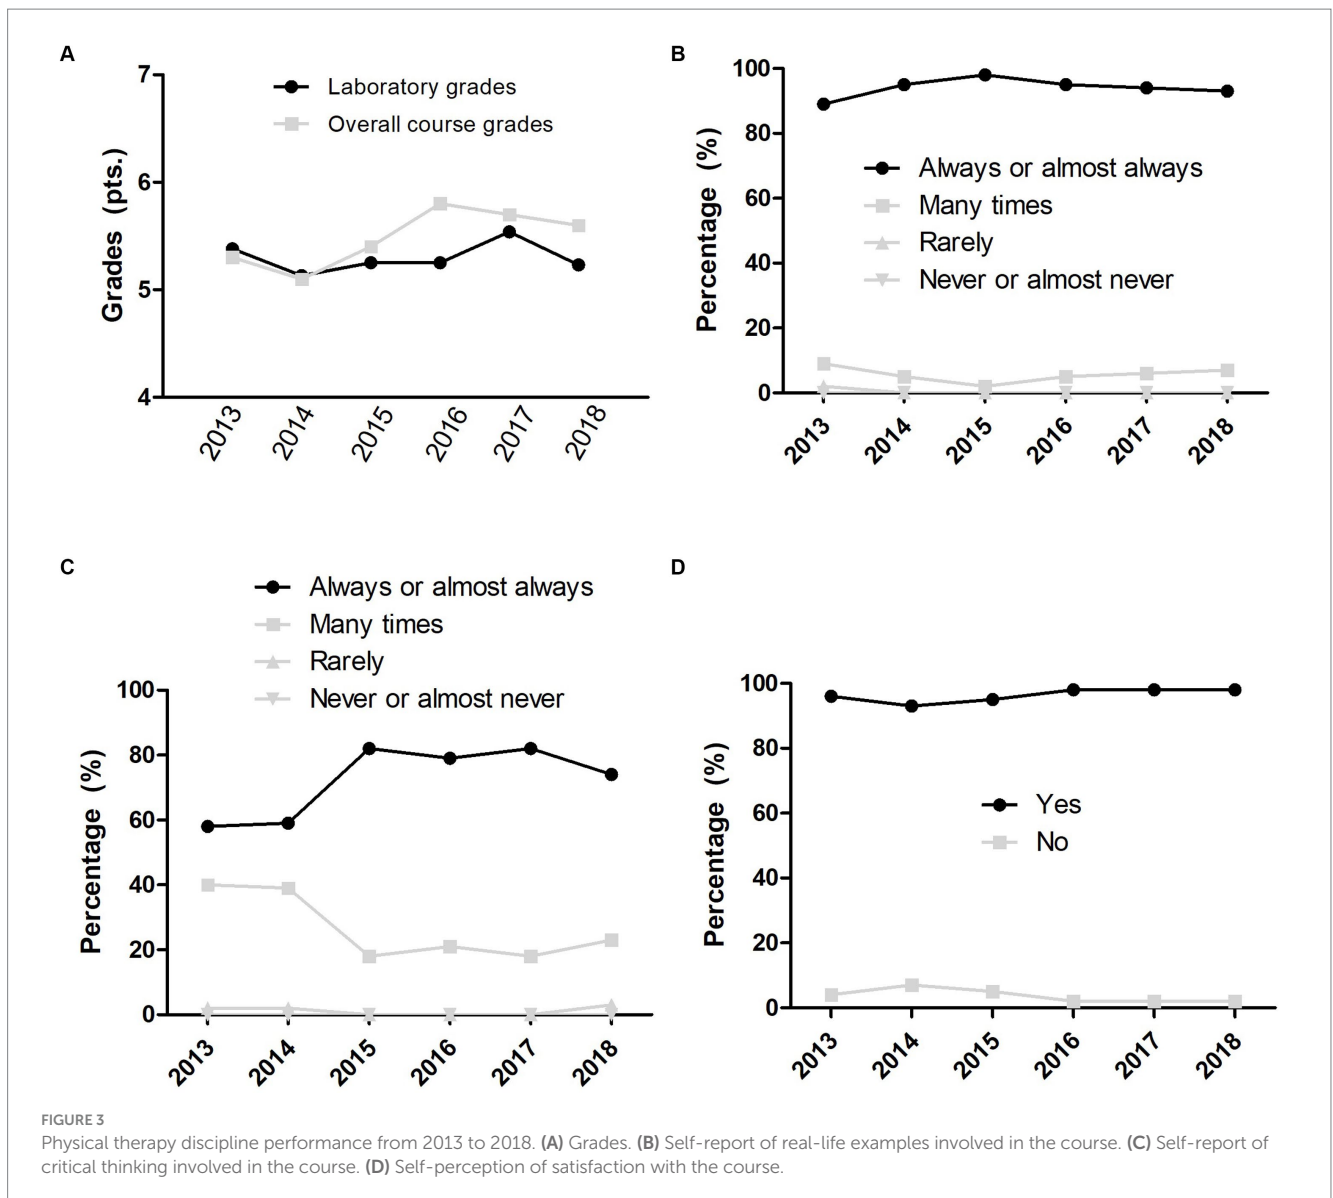 A
7
6
5
4
Grades (pts.)
Laboratory grades
Overall course grades
2013
2014
2015
2016
2017
2018
B
100
80
60
40
20
0
Percentage (%)
Always or almost always
Many times
Rarely
Never or almost never
2013
2014
2015
2016
2017
2018
C
Always or almost always
Many times
Rarely
Never or almost never
100
80
60
40
20
0
Percentage (%)
2013
2014
2015
2016
2017
2018
D
100
80
60
40
20
0
Percentage (%)
Yes
No
2013
2014
2015
2016
2017
2018
FIGURE 3
Physical therapy discipline performance from 2013 to 2018. (A) Grades. (B) Self-report of real-life examples involved in the course. (C) Self-report of
critical thinking involved in the course. (D) Self-perception of satisfaction with the course.